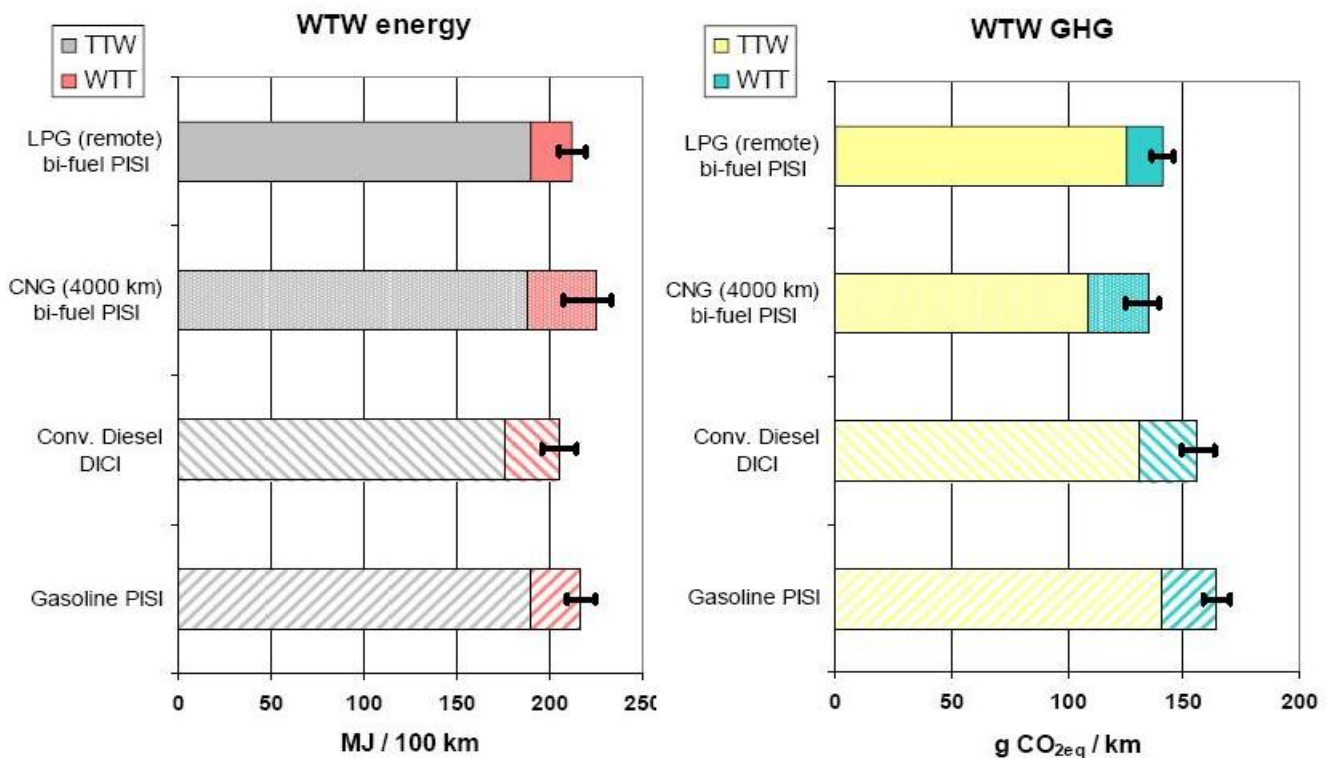 WTW energy
TTW
WTT
LPG (remote)
bi-fuel PISI
CNG (4000 km)
bi-fuel PISI
Conv. Diesel
DICI
Gasoline PISI
0 50 100 150 200 250
MJ / 100 km
WTW GHG
TTW
WTT
LPG (remote)
bi-fuel PISI
CNG (4000 km)
bi-fuel PISI
Conv. Diesel
DICI
Gasoline PISI
0 50 100 150 200
g CO2eq / km